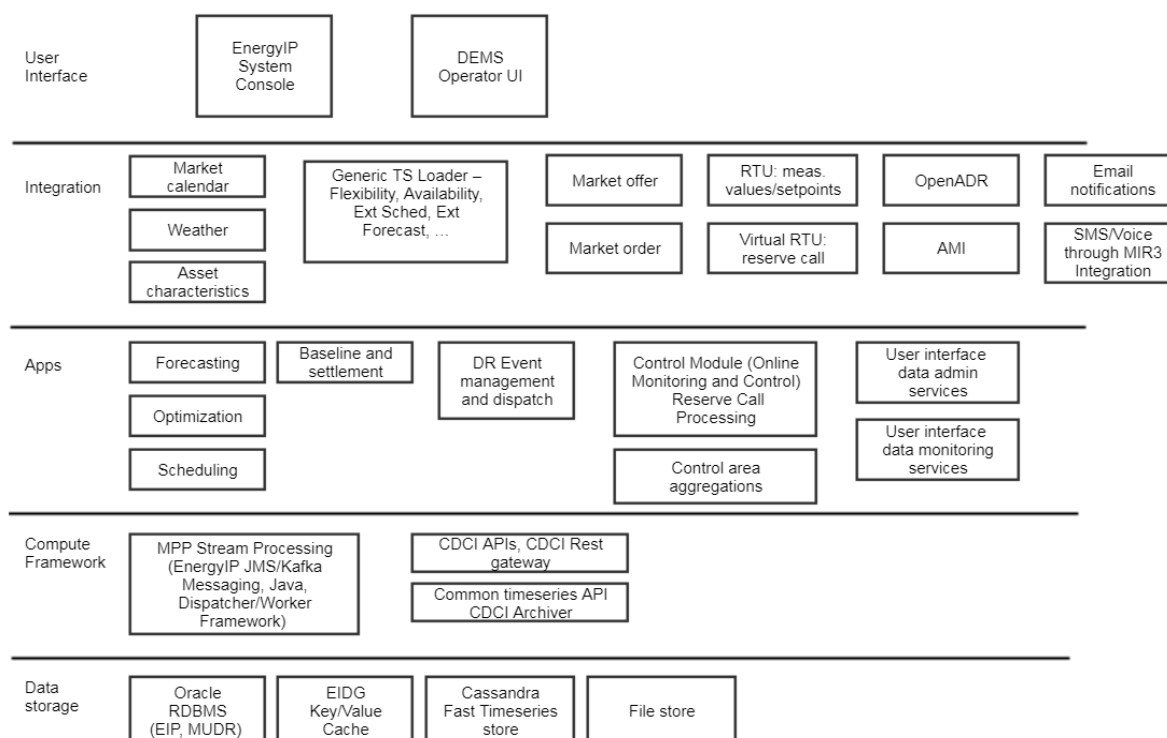 User
Interface
EnergyIP
System
Console
DEMS
Operator UI
Integration
Market
calendar
Weather
Asset
characteristics
Generic TS Loader –
Flexibility, Availability,
Ext Sched, Ext
Forecast, …
Market offer
Market order
RTU: meas.
values/setpoints
Virtual RTU:
reserve call
OpenADR
AMI
Email
notifications
SMS/Voice
through MIR3
Integration
Apps
Forecasting
Optimization
Scheduling
Baseline and
settlement
DR Event
management
and dispatch
Control Module (Online
Monitoring and Control)
Reserve Call
Processing
Control area
aggregations
User interface
data admin
services
User interface
data monitoring
services
Compute
Framework
MPP Stream Processing
(EnergyIP JMS/Kafka
Messaging, Java,
Dispatcher/Worker
Framework)
CDCI APIs, CDCI Rest
gateway
Common timeseries API
CDCI Archiver
Data
storage
Oracle
RDBMS
(EIP, MUDR)
EIDG
Key/Value
Cache
Cassandra
Fast Timeseries
store
File store